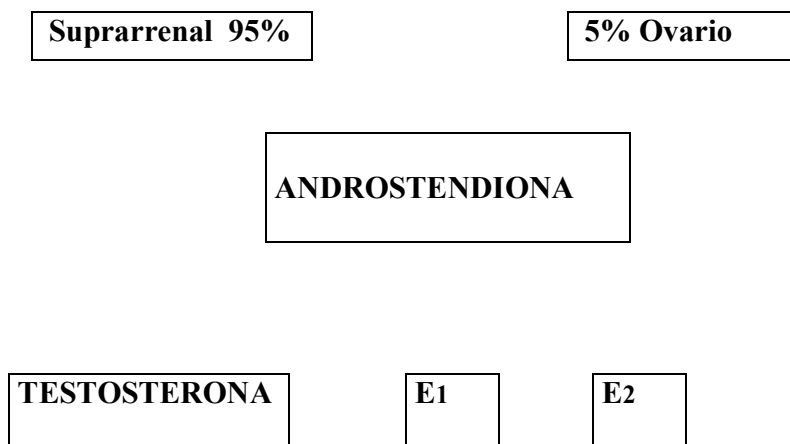 Suprarrenal 95%
5% Ovario
ANDROSTENDIONA
TESTOSTERONA
E1
E2